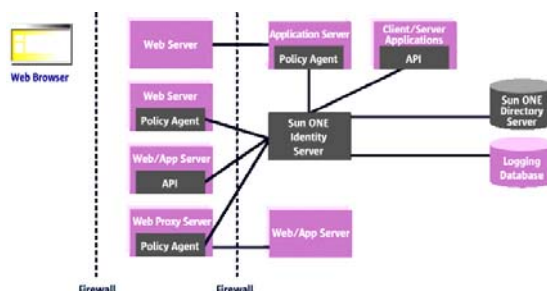 Web Browser
Web Server
Application Server
Policy Agent
Client/Server
Applications
API
Web Server
Policy Agent
Sun ONE
Identity
Server
Sun ONE
Directory
Server
Web/App Server
API
Logging
Database
Web Proxy Server
Policy Agent
Web/App Server
Firewall
Firewall